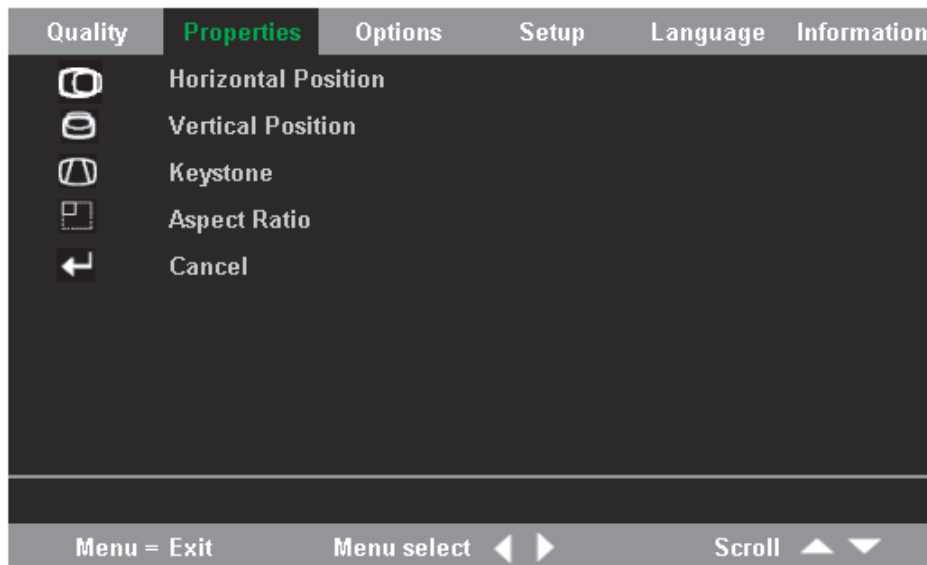 Quality Properties Options Setup Language Information
Horizontal Position
Vertical Position
Keystone
Aspect Ratio
Cancel
Menu = Exit Menu select Scroll